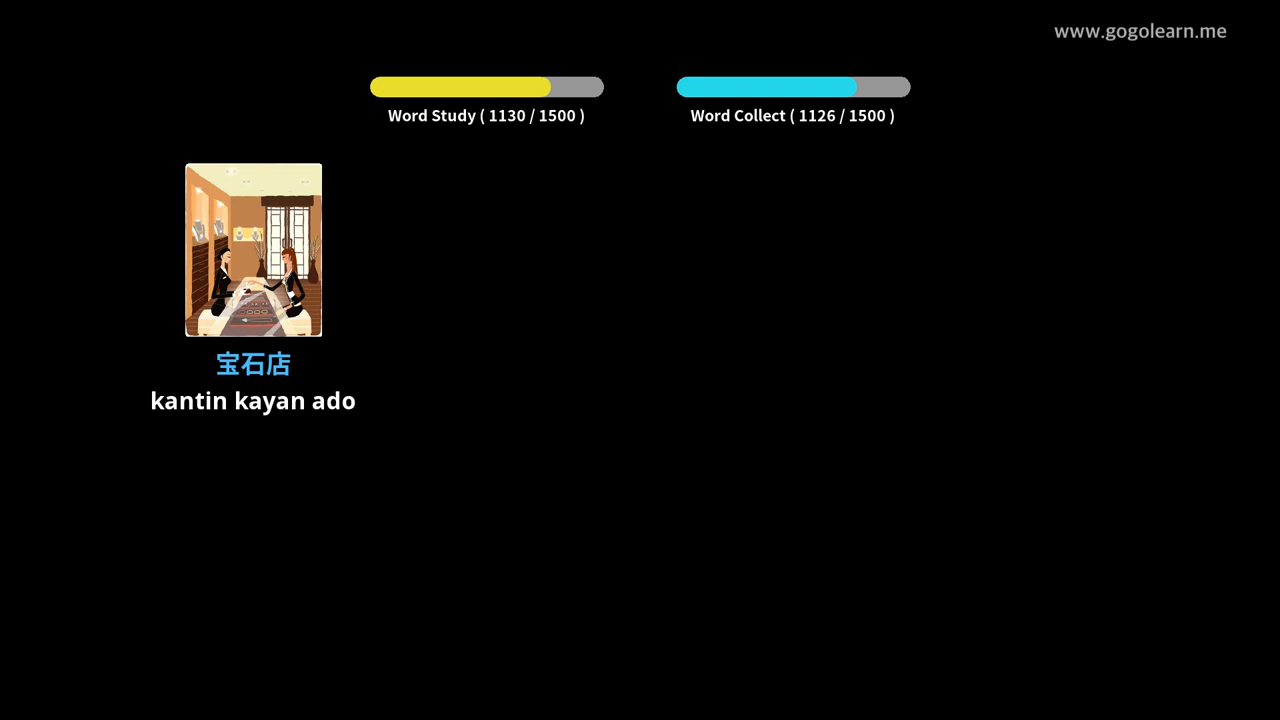 www.gogolearn.me
Word Study ( 1130 / 1500 )
Word Collect ( 1126 / 1500 )
宝石店
kantin kayan ado